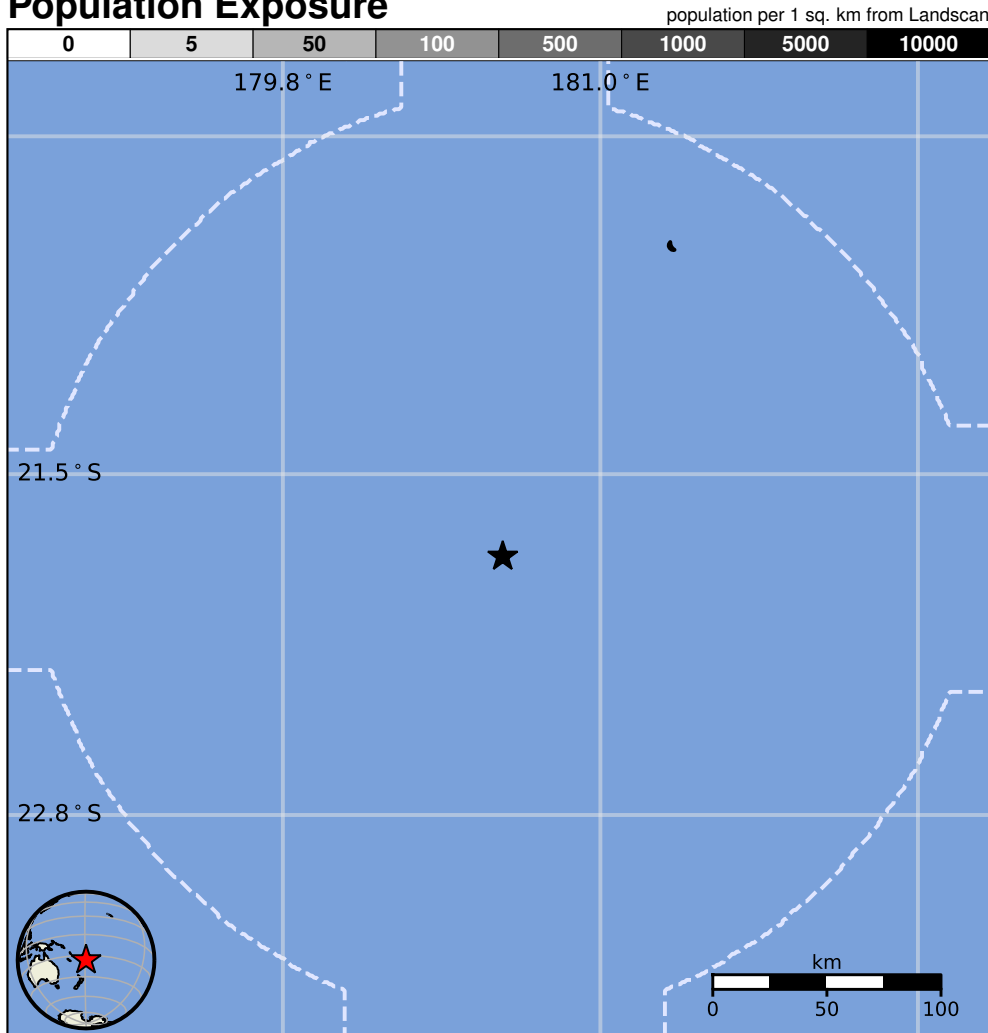 Population Exposure
population per 1 sq. km from Landscan
0 5 50 100 500 1000 5000 10000
179.8°E 181.0°E
21.5°S
22.8°S
km
0 50 100